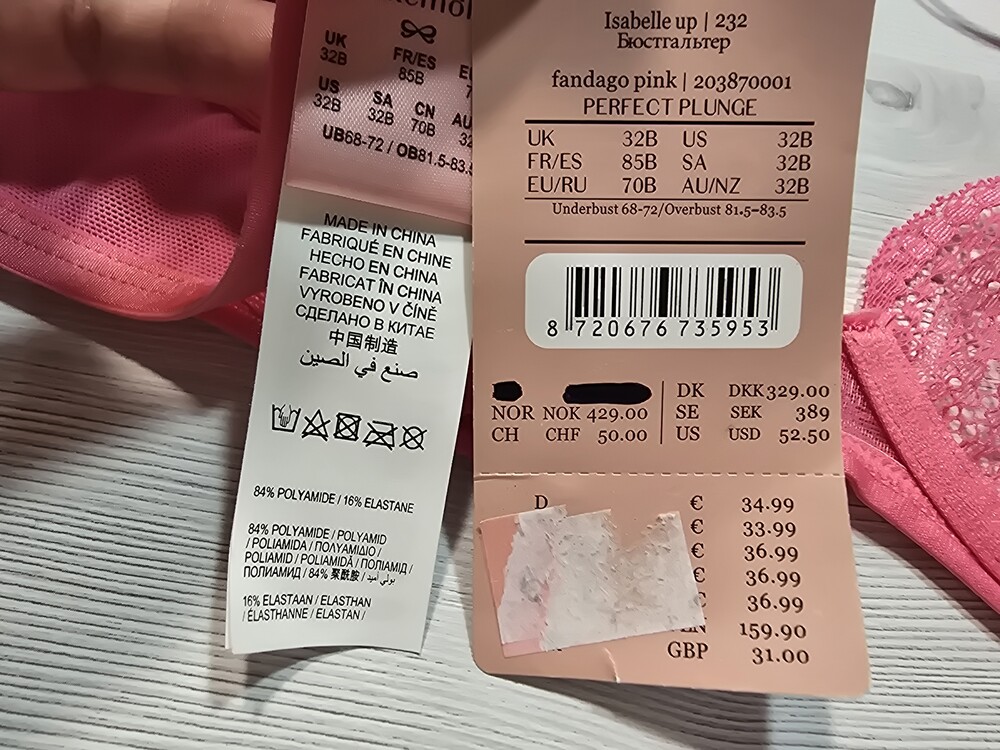 UK
32B
FR/ES
85B
US
32B
SA
32B
CN
70B
AU
UB68-72 / OB81.5-83.5
MADE IN CHINA
FABRIQUÉ EN CHINE
HECHO EN CHINA
FABRICAT ÎN CHINA
VYROBENO V ČÍNĚ
СДЕЛАНО В КИТАЕ
中国制造
صنع في الصين
84% POLYAMIDE / 16% ELASTANE
84% POLYAMIDE / POLYAMID
/ POLIAMIDA / ПОЛУАМІДІО /
POLIAMID / POLIAMIDĂ / ПОЛІАМІД /
ПОЛИАМИД / 84% 聚酰胺 / بولي أميد /
16% ELASTAAN / ELASTHAN
/ ÉLASTHANNE / ELASTAN /
Isabelle up | 232
Бюстгальтер
fandago pink | 203870001
PERFECT PLUNGE
UK 32B US 32B
FR/ES 85B SA 32B
EU/RU 70B AU/NZ 32B
Underbust 68-72/Overbust 81.5-83.5
8 720676 735953
DK DKK 329.00
NOR NOK 429.00 SE SEK 389
CH CHF 50.00 US USD 52.50
D € 34.99
€ 33.99
€ 36.99
€ 36.99
€ 36.99
159.90
GBP 31.00